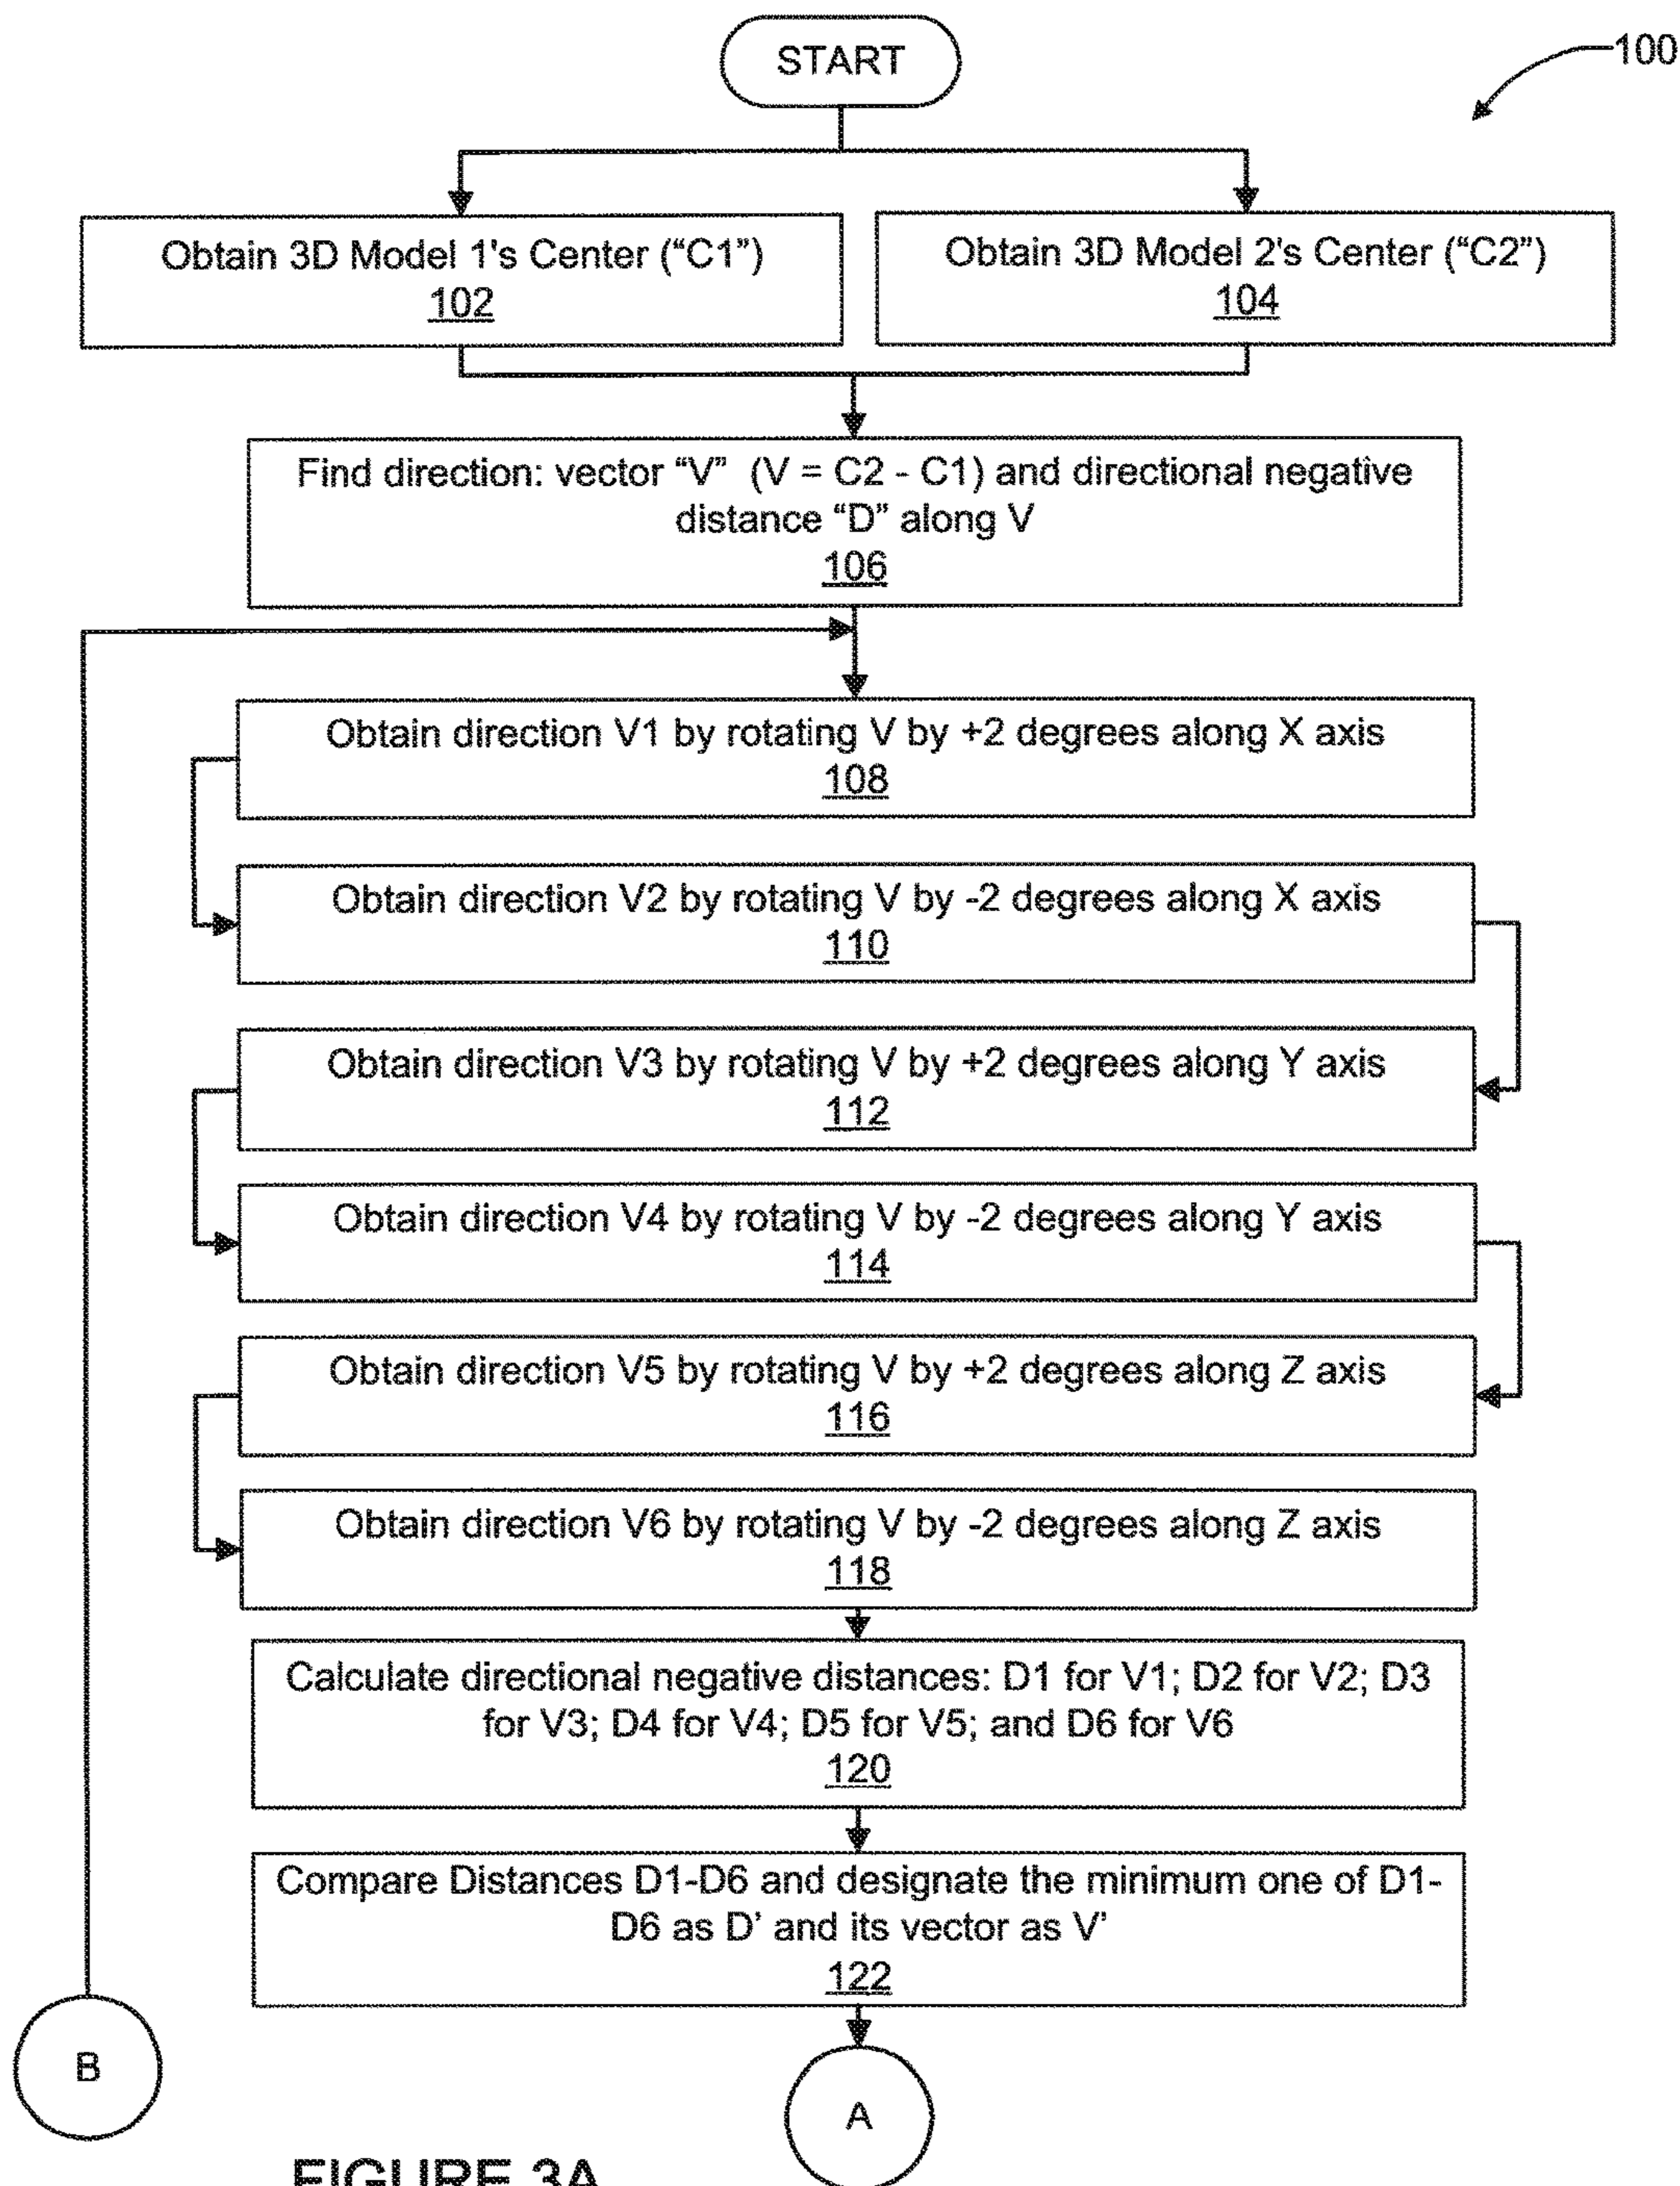 START
100
Obtain 3D Model 1's Center (“C1”)
102
Obtain 3D Model 2's Center (“C2”)
104
Find direction: vector “V” (V = C2 - C1) and directional negative
distance “D” along V
106
Obtain direction V1 by rotating V by +2 degrees along X axis
108
Obtain direction V2 by rotating V by -2 degrees along X axis
110
Obtain direction V3 by rotating V by +2 degrees along Y axis
112
Obtain direction V4 by rotating V by -2 degrees along Y axis
114
Obtain direction V5 by rotating V by +2 degrees along Z axis
116
Obtain direction V6 by rotating V by -2 degrees along Z axis
118
Calculate directional negative distances: D1 for V1; D2 for V2; D3
for V3; D4 for V4; D5 for V5; and D6 for V6
120
Compare Distances D1-D6 and designate the minimum one of D1-
D6 as D’ and its vector as V’
122
B
A
FIGURE 3A